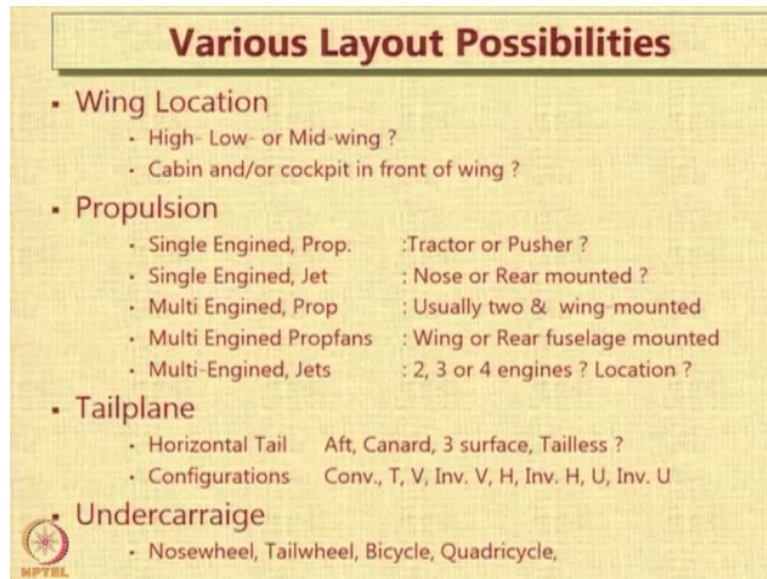 Various Layout Possibilities
▪ Wing Location
• High- Low- or Mid-wing ?
• Cabin and/or cockpit in front of wing ?
▪ Propulsion
• Single Engined, Prop. :Tractor or Pusher ?
• Single Engined, Jet : Nose or Rear mounted ?
• Multi Engined, Prop : Usually two & wing-mounted
• Multi Engined Propfans : Wing or Rear fuselage mounted
• Multi-Engined, Jets : 2, 3 or 4 engines ? Location ?
▪ Tailplane
• Horizontal Tail Aft, Canard, 3 surface, Tailless ?
• Configurations Conv., T, V, Inv. V, H, Inv. H, U, Inv. U
▪ Undercarraige
• Nosewheel, Tailwheel, Bicycle, Quadricycle,
NPTEL